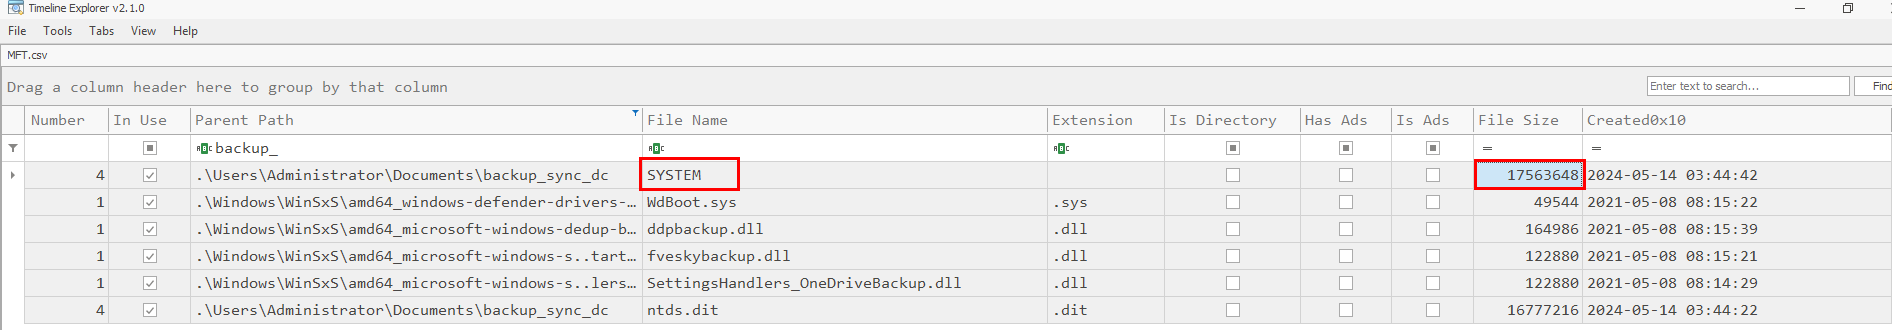 Timeline Explorer v2.1.0
File Tools Tabs View Help
MFT.csv
Drag a column header here to group by that column
Enter text to search... Find
Number In Use Parent Path File Name Extension Is Directory Has Ads Is Ads File Size Created0x10
backup_ = =
4 .\Users\Administrator\Documents\backup_sync_dc SYSTEM 17563648 2024-05-14 03:44:42
1 .\Windows\WinSxS\amd64_windows-defender-drivers-… WdBoot.sys .sys 49544 2021-05-08 08:15:22
1 .\Windows\WinSxS\amd64_microsoft-windows-dedup-b… ddpbackup.dll .dll 164986 2021-05-08 08:15:39
1 .\Windows\WinSxS\amd64_microsoft-windows-s..tart… fveskybackup.dll .dll 122880 2021-05-08 08:15:21
1 .\Windows\WinSxS\amd64_microsoft-windows-s..lers… SettingsHandlers_OneDriveBackup.dll .dll 122880 2021-05-08 08:14:29
4 .\Users\Administrator\Documents\backup_sync_dc ntds.dit .dit 16777216 2024-05-14 03:44:22